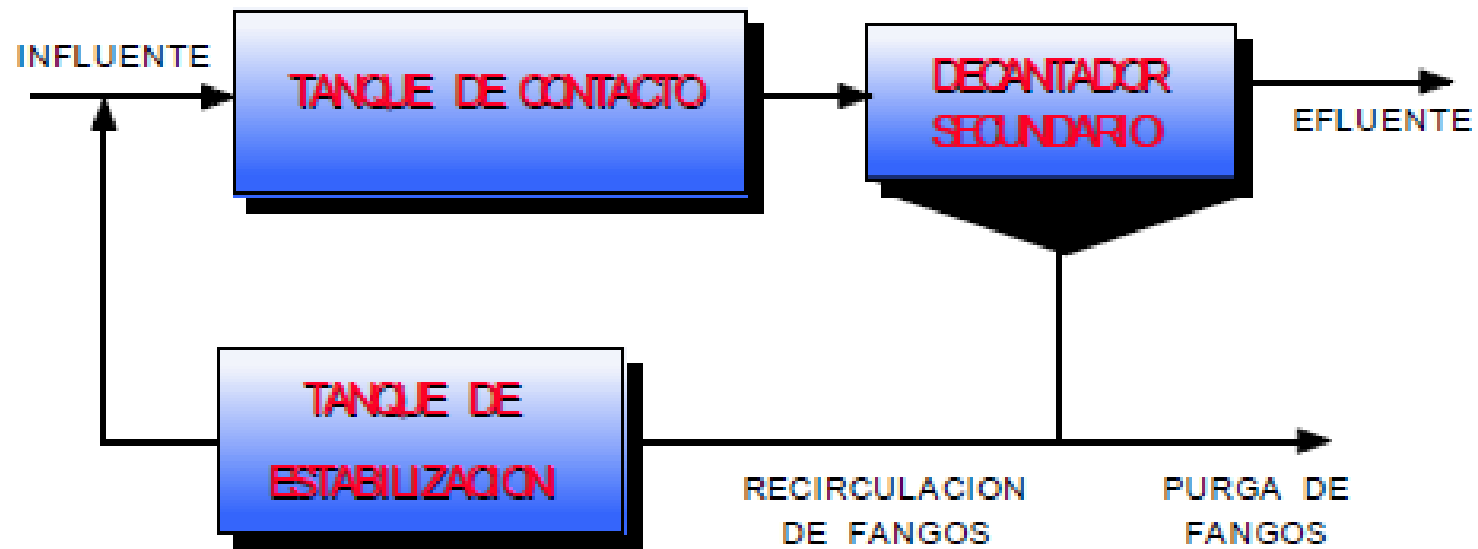 INFLUENTE
TANQUE DE CONTACTO
DECANTADOR
SECUNDARIO
EFLUENTE
TANQUE DE
ESTABILIZACION
RECIRCULACION
DE FANGOS
PURGA DE
FANGOS